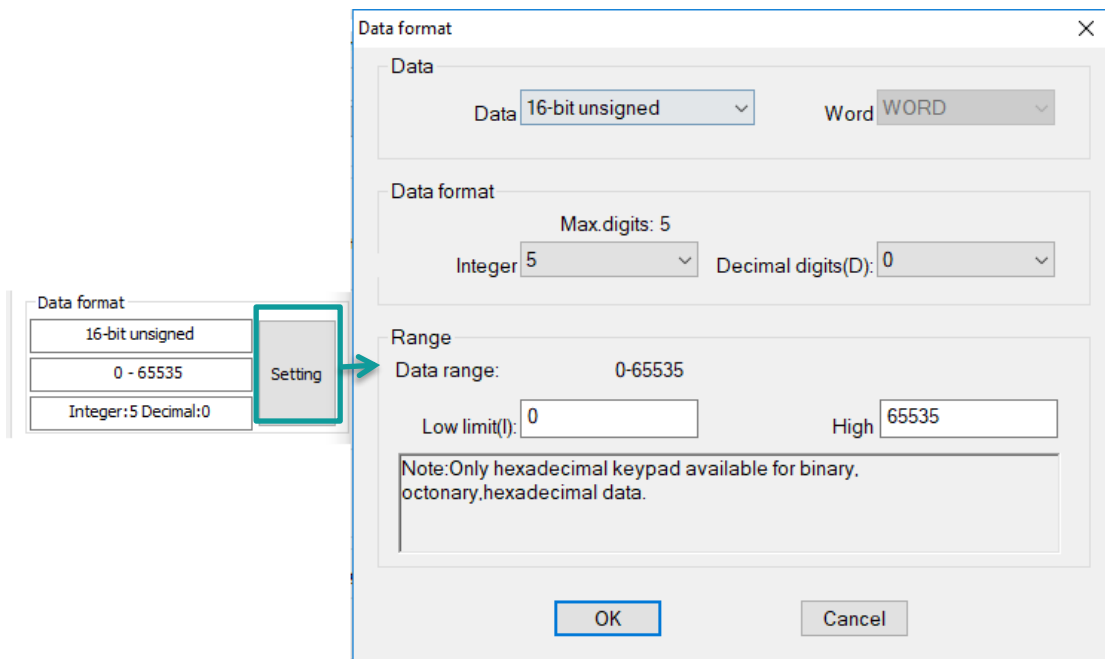 Data format
16-bit unsigned
0 - 65535
Integer:5 Decimal:0
Setting
Data format
Data
Data 16-bit unsigned Word WORD
Data format
Max.digits: 5
Integer 5 Decimal digits(D): 0
Range
Data range: 0-65535
Low limit(I): 0 High 65535
Note:Only hexadecimal keypad available for binary,
octonary,hexadecimal data.
OK Cancel